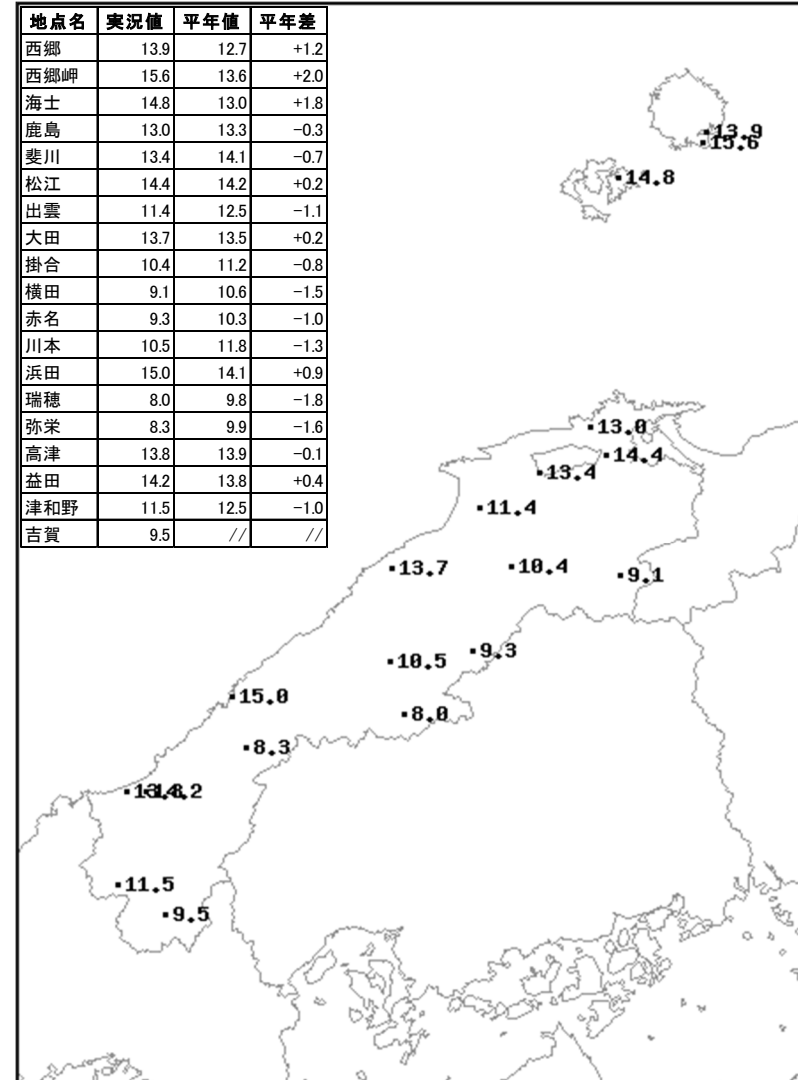 地点名 実況値 平年値 平年差
西郷 13.9 12.7 +1.2
西郷岬 15.6 13.6 +2.0
海士 14.8 13.0 +1.8
鹿島 13.0 13.3 −0.3
斐川 13.4 14.1 −0.7
松江 14.4 14.2 +0.2
出雲 11.4 12.5 −1.1
大田 13.7 13.5 +0.2
掛合 10.4 11.2 −0.8
横田 9.1 10.6 −1.5
赤名 9.3 10.3 −1.0
川本 10.5 11.8 −1.3
浜田 15.0 14.1 +0.9
瑞穂 8.0 9.8 −1.8
弥栄 8.3 9.9 −1.6
高津 13.8 13.9 −0.1
益田 14.2 13.8 +0.4
津和野 11.5 12.5 −1.0
吉賀 9.5 // //
13.9
15.6
14.8
13.0
14.4
13.4
11.4
13.7
10.4
9.1
9.3
10.5
15.0
8.0
8.3
13.8
14.2
11.5
9.5